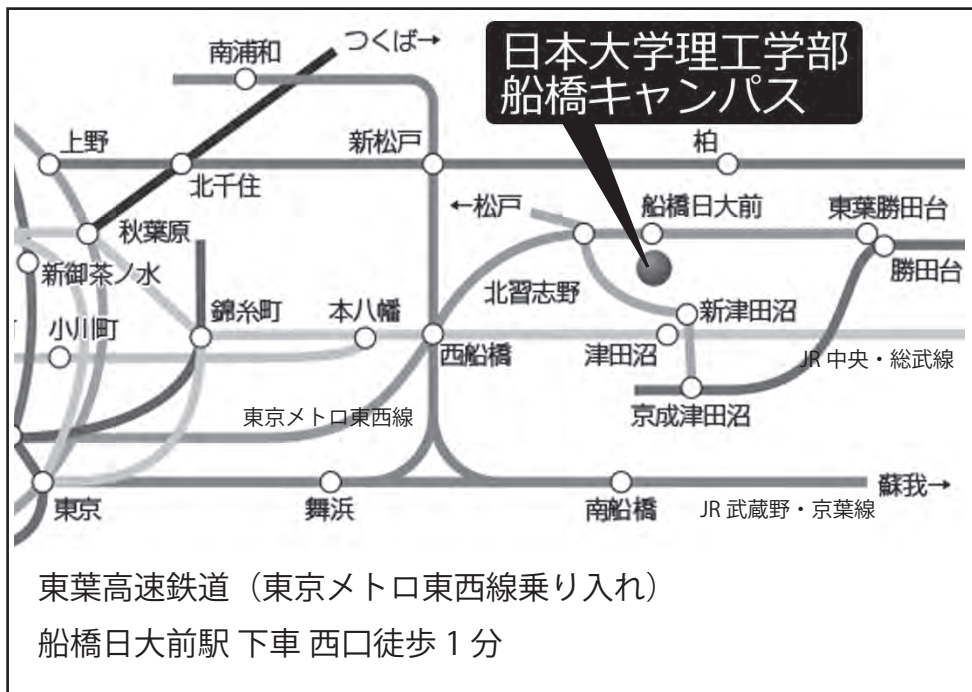 つくば→
南浦和
日本大学理工学部
船橋キャンパス
上野
北千住
新松戸
柏
←松戸
船橋日大前
東葉勝田台
秋葉原
勝田台
新御茶ノ水
北習志野
小川町
錦糸町
本八幡
西船橋
新津田沼
津田沼
JR 中央・総武線
京成津田沼
東京メトロ東西線
東京
舞浜
南船橋
JR 武蔵野・京葉線
蘇我→
東葉高速鉄道（東京メトロ東西線乗り入れ）
船橋日大前駅 下車 西口徒歩 1 分